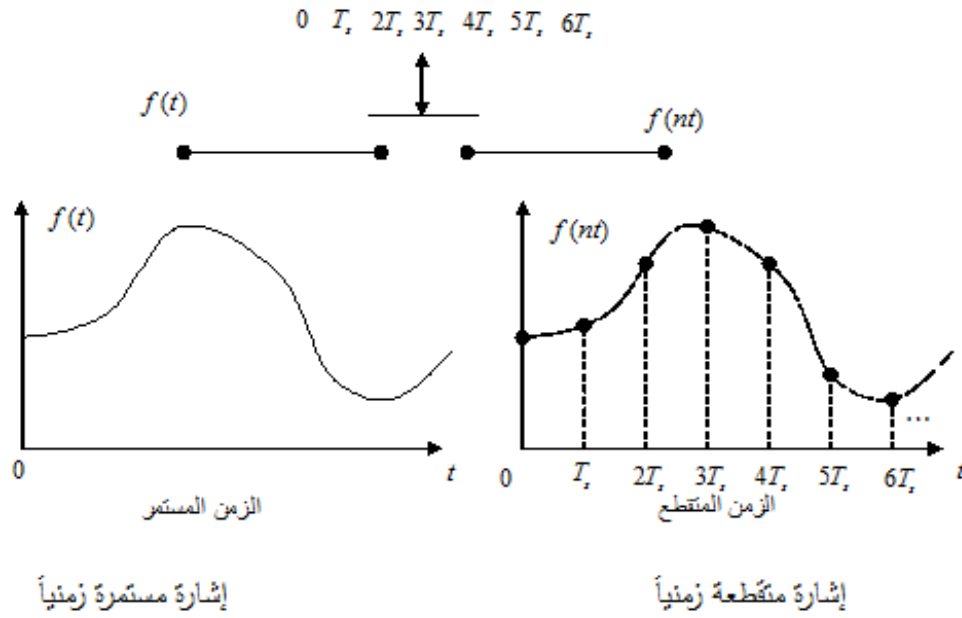 0 Tₛ 2Tₛ 3Tₛ 4Tₛ 5Tₛ 6Tₛ
f(t)
f(nt)
f(t)
f(nt)
...
0 t
0 Tₛ 2Tₛ 3Tₛ 4Tₛ 5Tₛ 6Tₛ t
الزمن المستمر
الزمن المتقطع
إشارة مستمرة زمنياً
إشارة متقطعة زمنياً